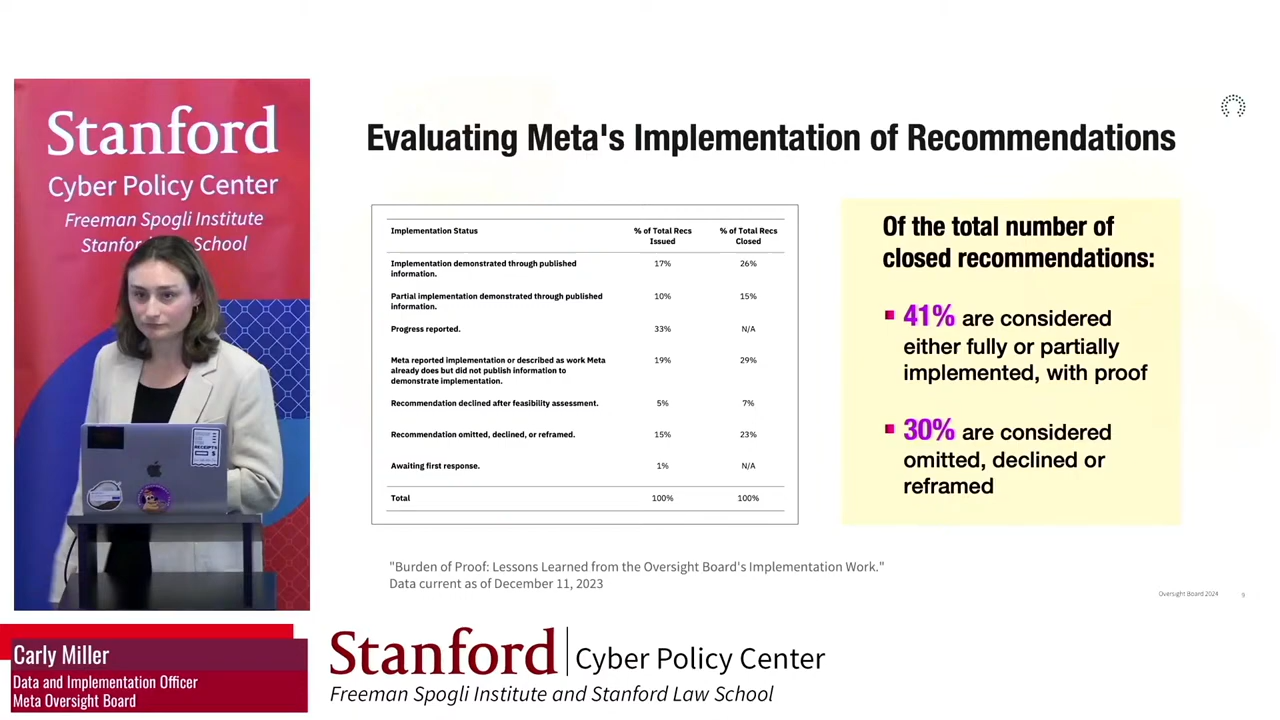 Stanford
Cyber Policy Center
Freeman Spogli Institute
School
RECEIPTS
Carly Miller
Data and Implementation Officer
Meta Oversight Board
Evaluating Meta's Implementation of Recommendations
Implementation Status % of Total Recs Issued % of Total Recs Closed
Implementation demonstrated through published 17% 26%
information.
Partial implementation demonstrated through published 10% 15%
information.
Progress reported. 33% N/A
Meta reported implementation or described as work Meta 19% 29%
already does but did not publish information to
demonstrate implementation.
Recommendation declined after feasibility assessment. 5% 7%
Recommendation omitted, declined, or reframed. 15% 23%
Awaiting first response. 1% N/A
Total 100% 100%
Of the total number of
closed recommendations:
41% are considered
either fully or partially
implemented, with proof
30% are considered
omitted, declined or
reframed
"Burden of Proof: Lessons Learned from the Oversight Board's Implementation Work."
Data current as of December 11, 2023
Oversight Board 2024 9
Stanford | Cyber Policy Center
Freeman Spogli Institute and Stanford Law School